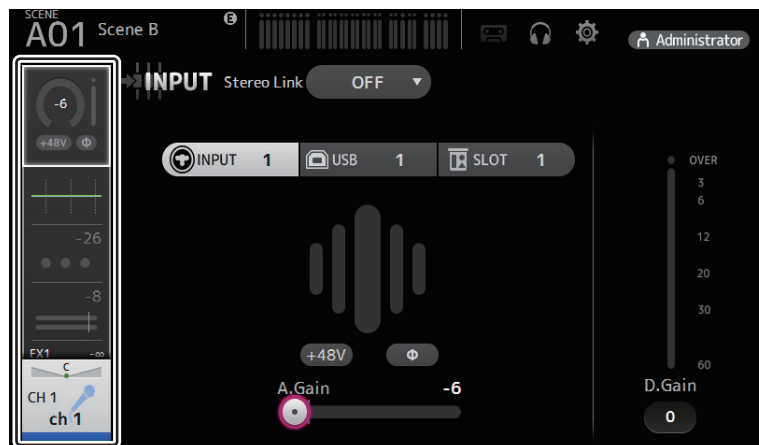 SCENE
A01 Scene B
E
Administrator
-6
+48V Φ
-26
-8
FX1 -∞
C
CH 1
ch 1
INPUT Stereo Link OFF
INPUT 1 USB 1 SLOT 1
+48V Φ
A.Gain -6
OVER
3
6
12
20
30
60
D.Gain
0